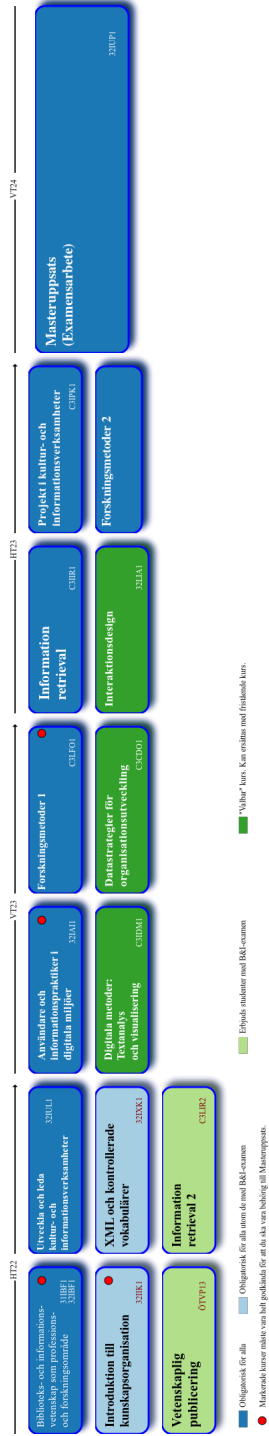 HT22
VT23
HT23
VT24
Biblioteks- och informations-
vetenskap som professions-
och forskningsområde
31IBF1
32IBF1
Utveckla och leda
kultur- och
informationsverksamheter
32IUL1
Användare och
informationspraktiker i
digitala miljöer
32IAI1
Forskningsmetoder 1
C3LFO1
Information
retrieval
C3IIR1
Projekt i kultur- och
informationsverksamheter
C3IPK1
Masteruppsats
(Examensarbete)
32IUP1
Introduktion till
kunskapsorganisation
32IIK1
XML och kontrollerade
vokabulärer
32IXK1
Digitala metoder:
Textanalys
och visualisering
C3IDM1
Datastrategier för
organisationsutveckling
C3CDO1
Interaktionsdesign
32LIA1
Forskningsmetoder 2
Vetenskaplig
publicering
ÖTVP13
Information
retrieval 2
C3LIR2
Obligatorisk för alla
Obligatorisk för alla utom de med B&I-examen
Erbjuds studenter med B&I-examen
"Valbar" kurs. Kan ersättas med fristående kurs.
Markerade kurser måste vara helt godkända för att du ska vara behörig till Masteruppsats.